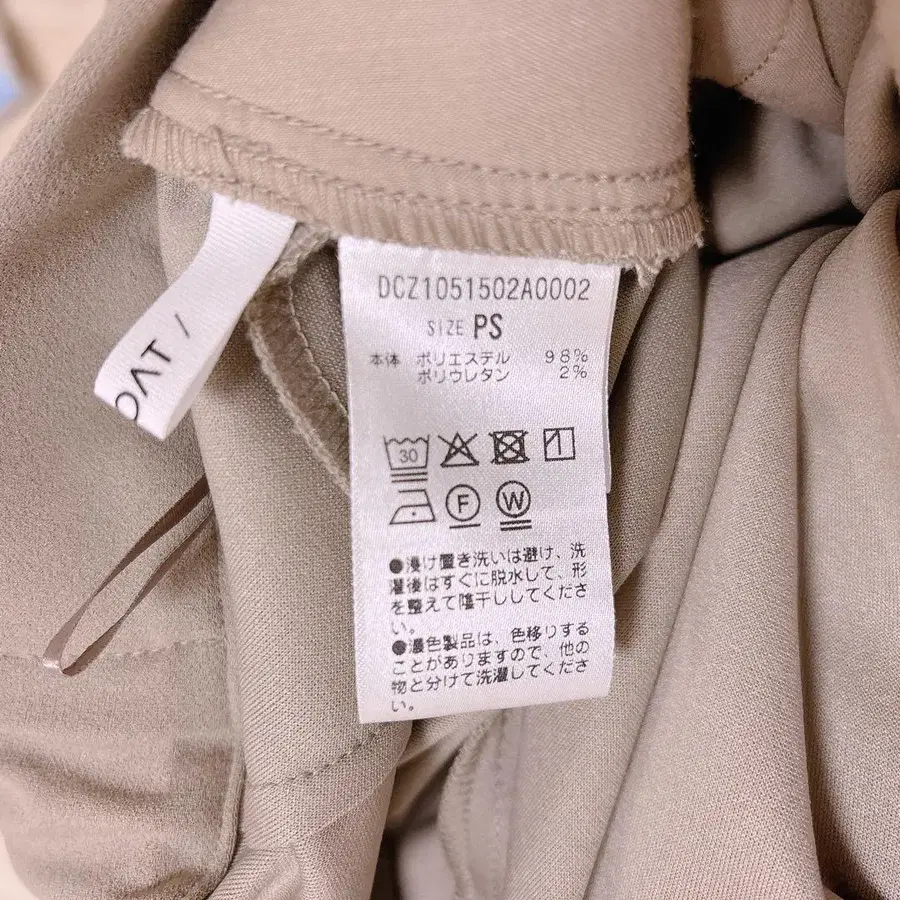 DCZ1051502A0002
SIZE PS
本体 ポリエステル 98%
ポリウレタン 2%
30
F W
●浸け置き洗いは避け、洗
濯後はすぐに脱水して、形
を整えて陰干ししてくださ
い。
●濃色製品は、色移りする
ことがありますので、他の
物と分けて洗濯してくださ
い。